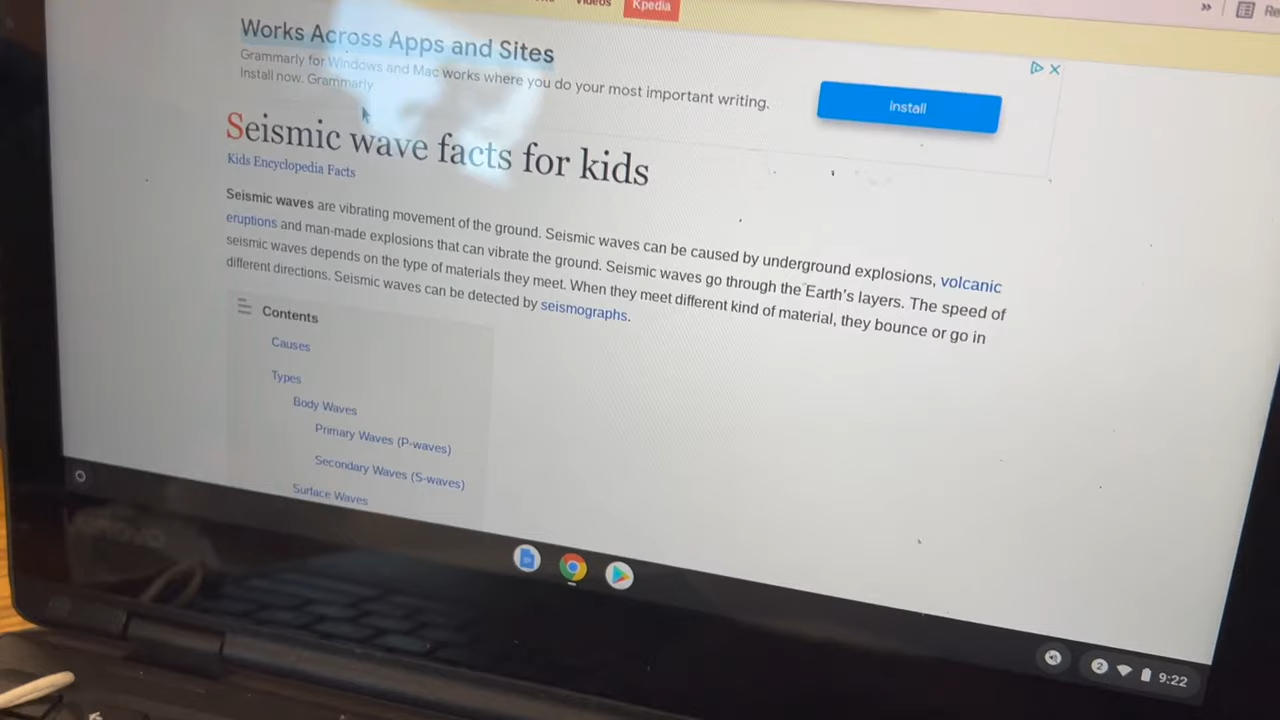 Videos
Kpedia
Works Across Apps and Sites
Grammarly for Windows and Mac works where you do your most important writing.
Install now. Grammarly
Install
Seismic wave facts for kids
Kids Encyclopedia Facts
Seismic waves are vibrating movement of the ground. Seismic waves can be caused by underground explosions, volcanic
eruptions and man-made explosions that can vibrate the ground. Seismic waves go through the Earth's layers. The speed of
seismic waves depends on the type of materials they meet. When they meet different kind of material, they bounce or go in
different directions. Seismic waves can be detected by seismographs.
Contents
Causes
Types
Body Waves
Primary Waves (P-waves)
Secondary Waves (S-waves)
Surface Waves
2 9:22